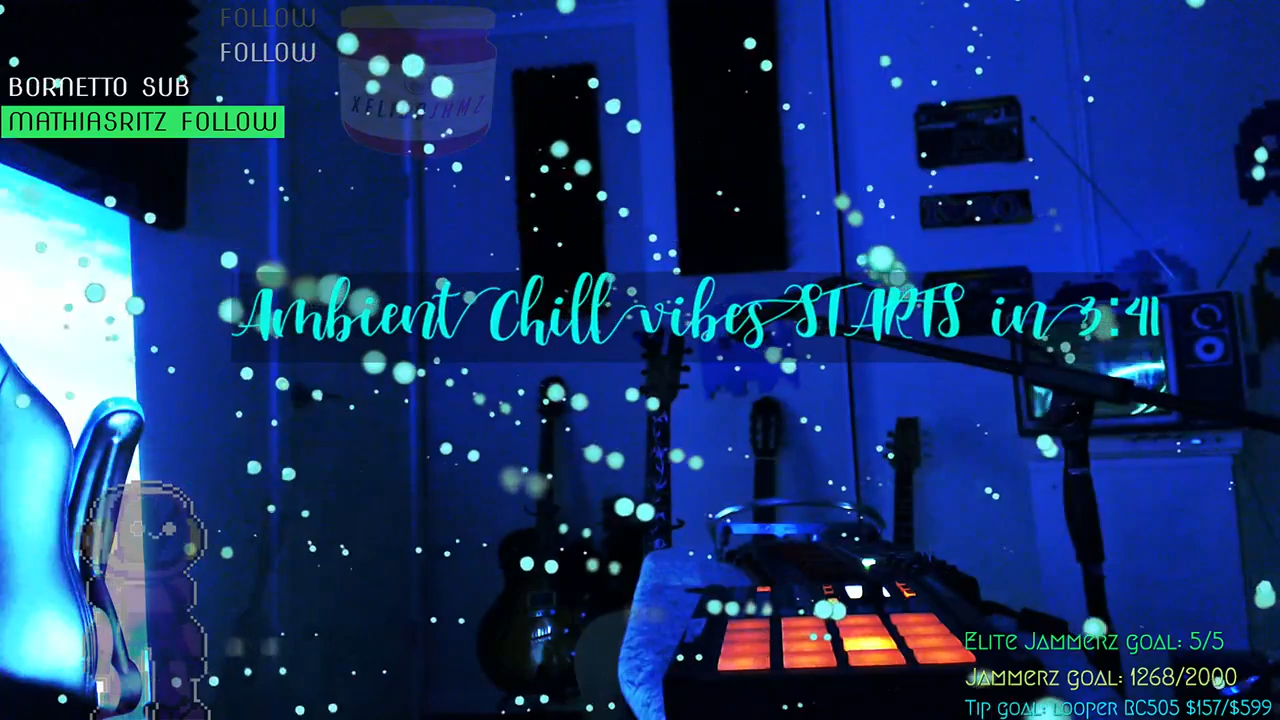 FOLLOW
FOLLOW
BORNETTO SUB
MATHIASRITZ FOLLOW
Ambient Chill vibes STARTS in 3:41
Elite Jammerz goal: 5/5
Jammerz goal: 1268/2000
Tip goal: Looper RC505 $157/$599